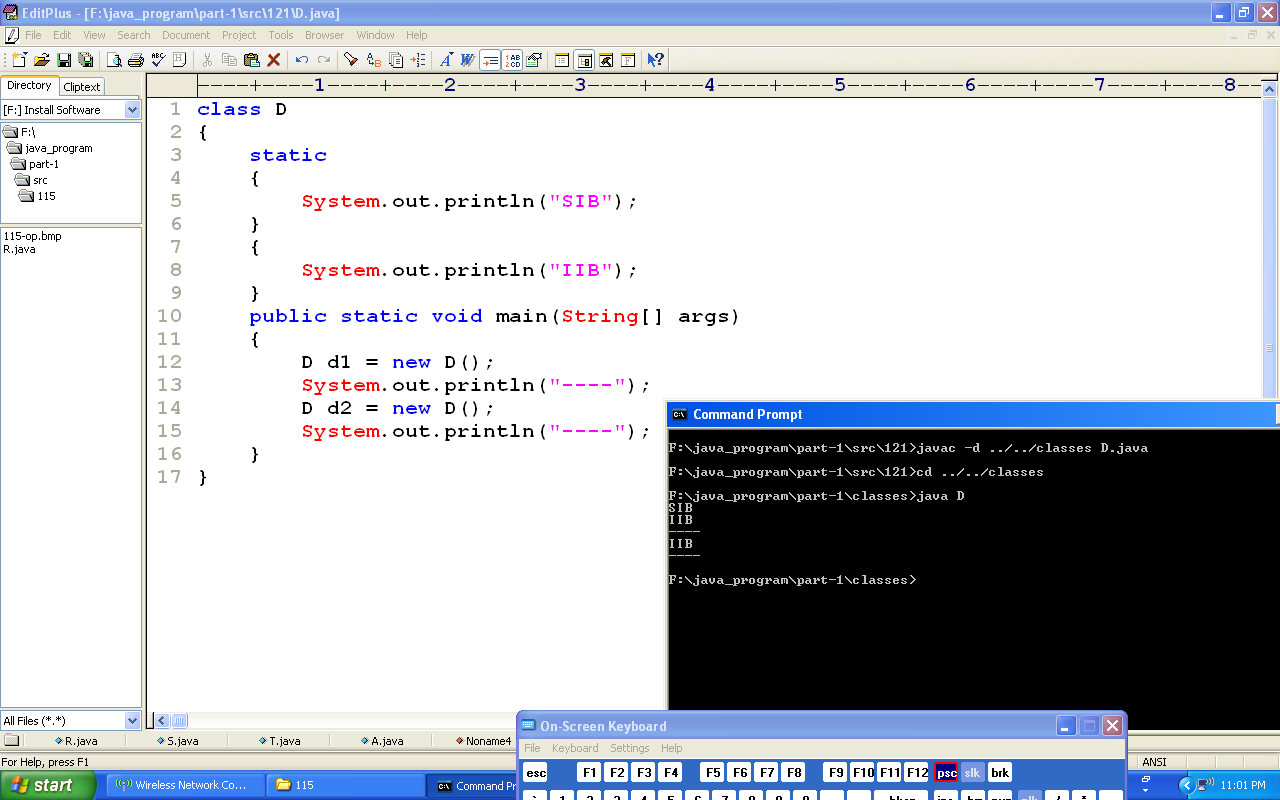 EditPlus - [F:\java_program\part-1\src\121\D.java]
File Edit View Search Document Project Tools Browser Window Help
Directory Cliptext
[F:] Install Software
F:\
java_program
part-1
src
115
115-op.bmp
R.java
All Files (*.*)
----+----1----+----2----+----3----+----4----+----5----+----6----+----7----+----8--
1 class D
2 {
3 static
4 {
5 System.out.println("SIB");
6 }
7 {
8 System.out.println("IIB");
9 }
10 public static void main(String[] args)
11 {
12 D d1 = new D();
13 System.out.println("----");
14 D d2 = new D();
15 System.out.println("----");
16 }
17 }
Command Prompt
F:\java_program\part-1\src\121>javac -d ../../classes D.java
F:\java_program\part-1\src\121>cd ../../classes
F:\java_program\part-1\classes>java D
SIB
IIB
----
IIB
----
F:\java_program\part-1\classes>
R.java S.java T.java A.java Noname4
For Help, press F1
ANSI
On-Screen Keyboard
File Keyboard Settings Help
esc F1 F2 F3 F4 F5 F6 F7 F8 F9 F10 F11 F12 psc slk brk
start Wireless Network Co... 115 Command Pr
11:01 PM